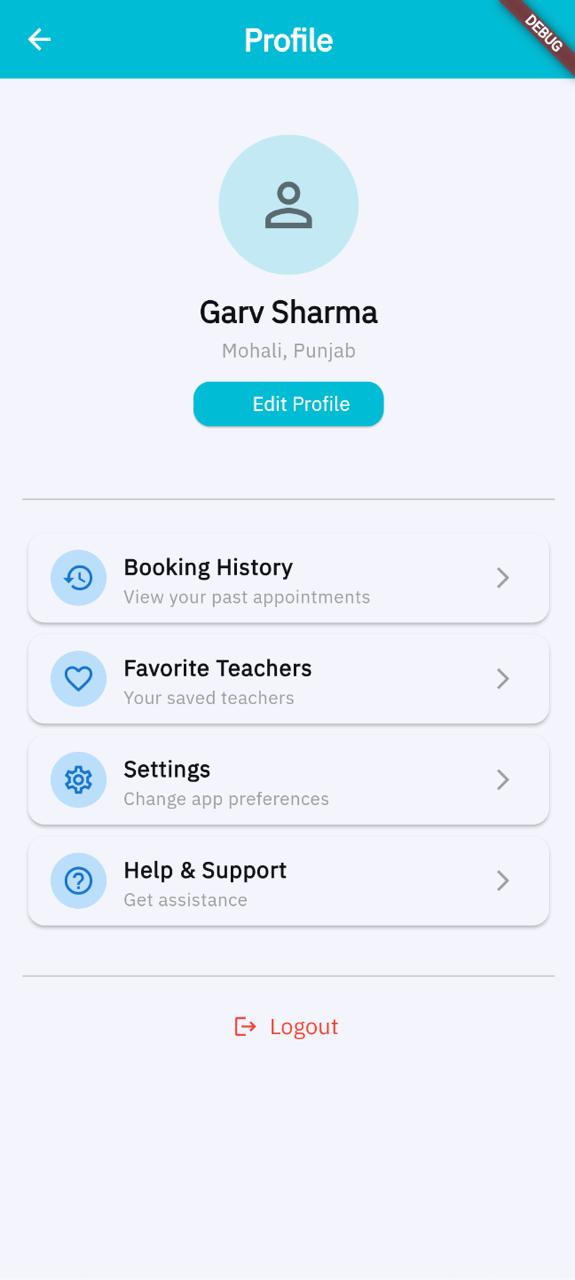 Profile
DEBUG
Garv Sharma
Mohali, Punjab
Edit Profile
Booking History
View your past appointments
Favorite Teachers
Your saved teachers
Settings
Change app preferences
Help & Support
Get assistance
Logout